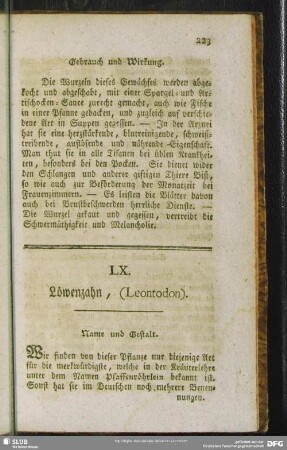 223
Gebrauch und Wirkung.
Die Wurzeln dieses Gewächses werden abge-
kocht und abgeschabt, mit einer Spargel- und Ar-
tischocken-Sauce zurecht gemacht, auch wie Fische
in einer Pfanne gebacken, und zugleich auf verschie-
dene Art in Suppen gegessen. — In der Arznei
hat sie eine herzstärkende, blutreinigende, schweis-
treibende, auflösende und nährende Eigenschaft.
Man thut sie in alle Tisanen bei üblen Krankhei-
ten, besonders bei den Pocken. Sie dienet wider
den Schlangen und anderer giftigen Thiere Biß,
so wie auch zur Beförderung der Monatzeit bei
Frauenzimmern. — Es leisten die Blätter davon
auch bei Brustbeschwerden herrliche Dienste. —
Die Wurzel gekaut und gegessen, vertreibt die
Schwermüthigkeit und Melancholie.
LX.
Löwenzahn, (Leontodon).
Name und Gestalt.
Wir finden von dieser Pflanze nur diejenige Art
für die merkwürdigste, welche in der Kräuterlehre
unter dem Namen Pfaffenröhrlein bekannt ist.
Sonst hat sie im Deutschen noch mehrere Benen-
nungen.
SLUB
DFG